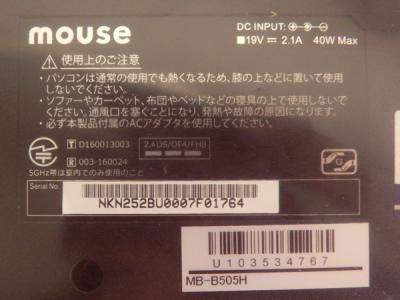 mouse
DC INPUT:
19V 2.1A 40W Max
使用上のご注意
・パソコンは通常の使用でも熱くなるため、膝の上などに置いて使用
しないでください。
・ソファーやカーペット、布団やベッドなどの寝具の上で使用しないで
ください。通風口を塞ぐことになり、発熱や故障の原因になります。
・必ず本製品付属のACアダプタを使用してください。
T D160013003
R 003-160024
2.4DS/OF4/FH8
5GHz帯は室内でのみ使用のこと
Serial No.
NKN252BU0007F01764
U103534767
MB-B505H